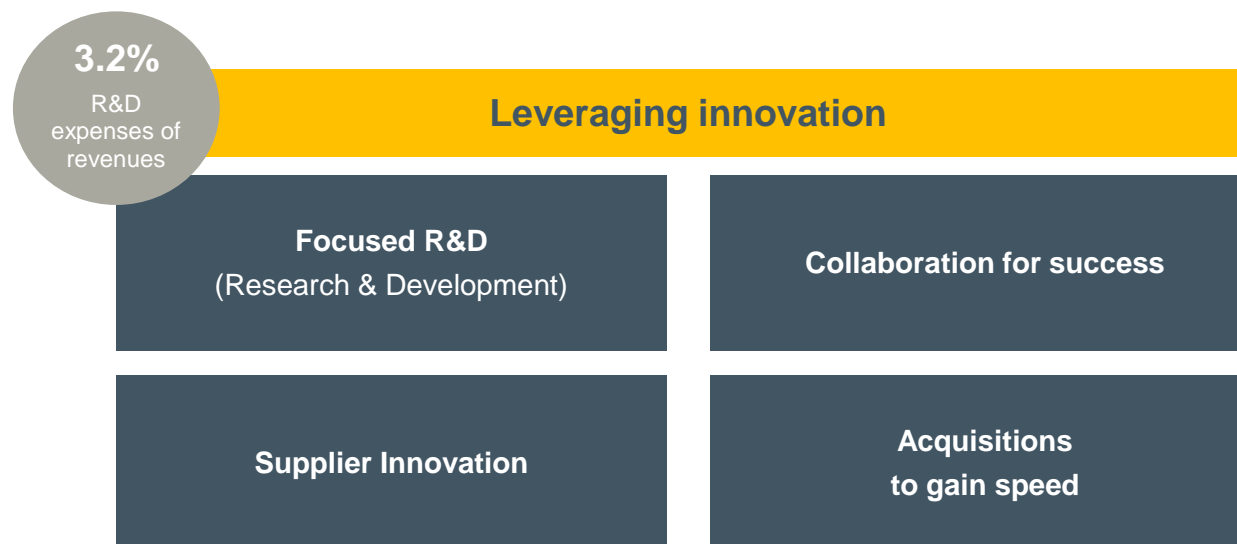 3.2%
R&D
expenses of
revenues
Leveraging innovation
Focused R&D
(Research & Development)
Collaboration for success
Supplier Innovation
Acquisitions
to gain speed